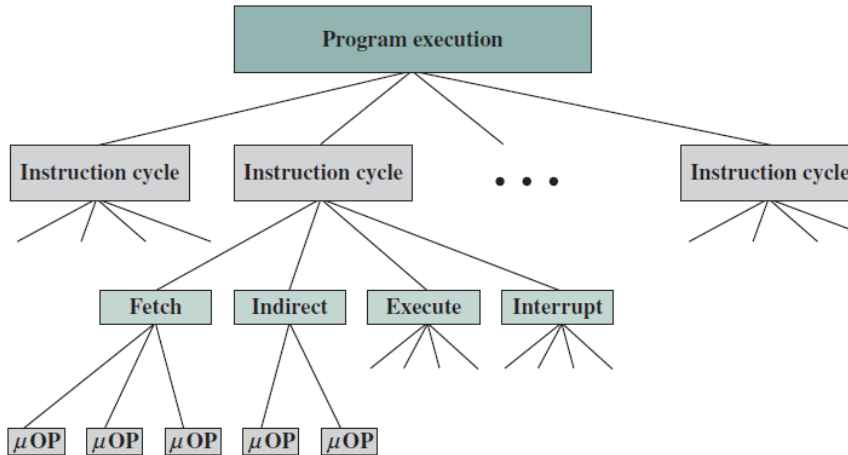 Program execution
Instruction cycle
Instruction cycle
• • •
Instruction cycle
Fetch
Indirect
Execute
Interrupt
μOP
μOP
μOP
μOP
μOP